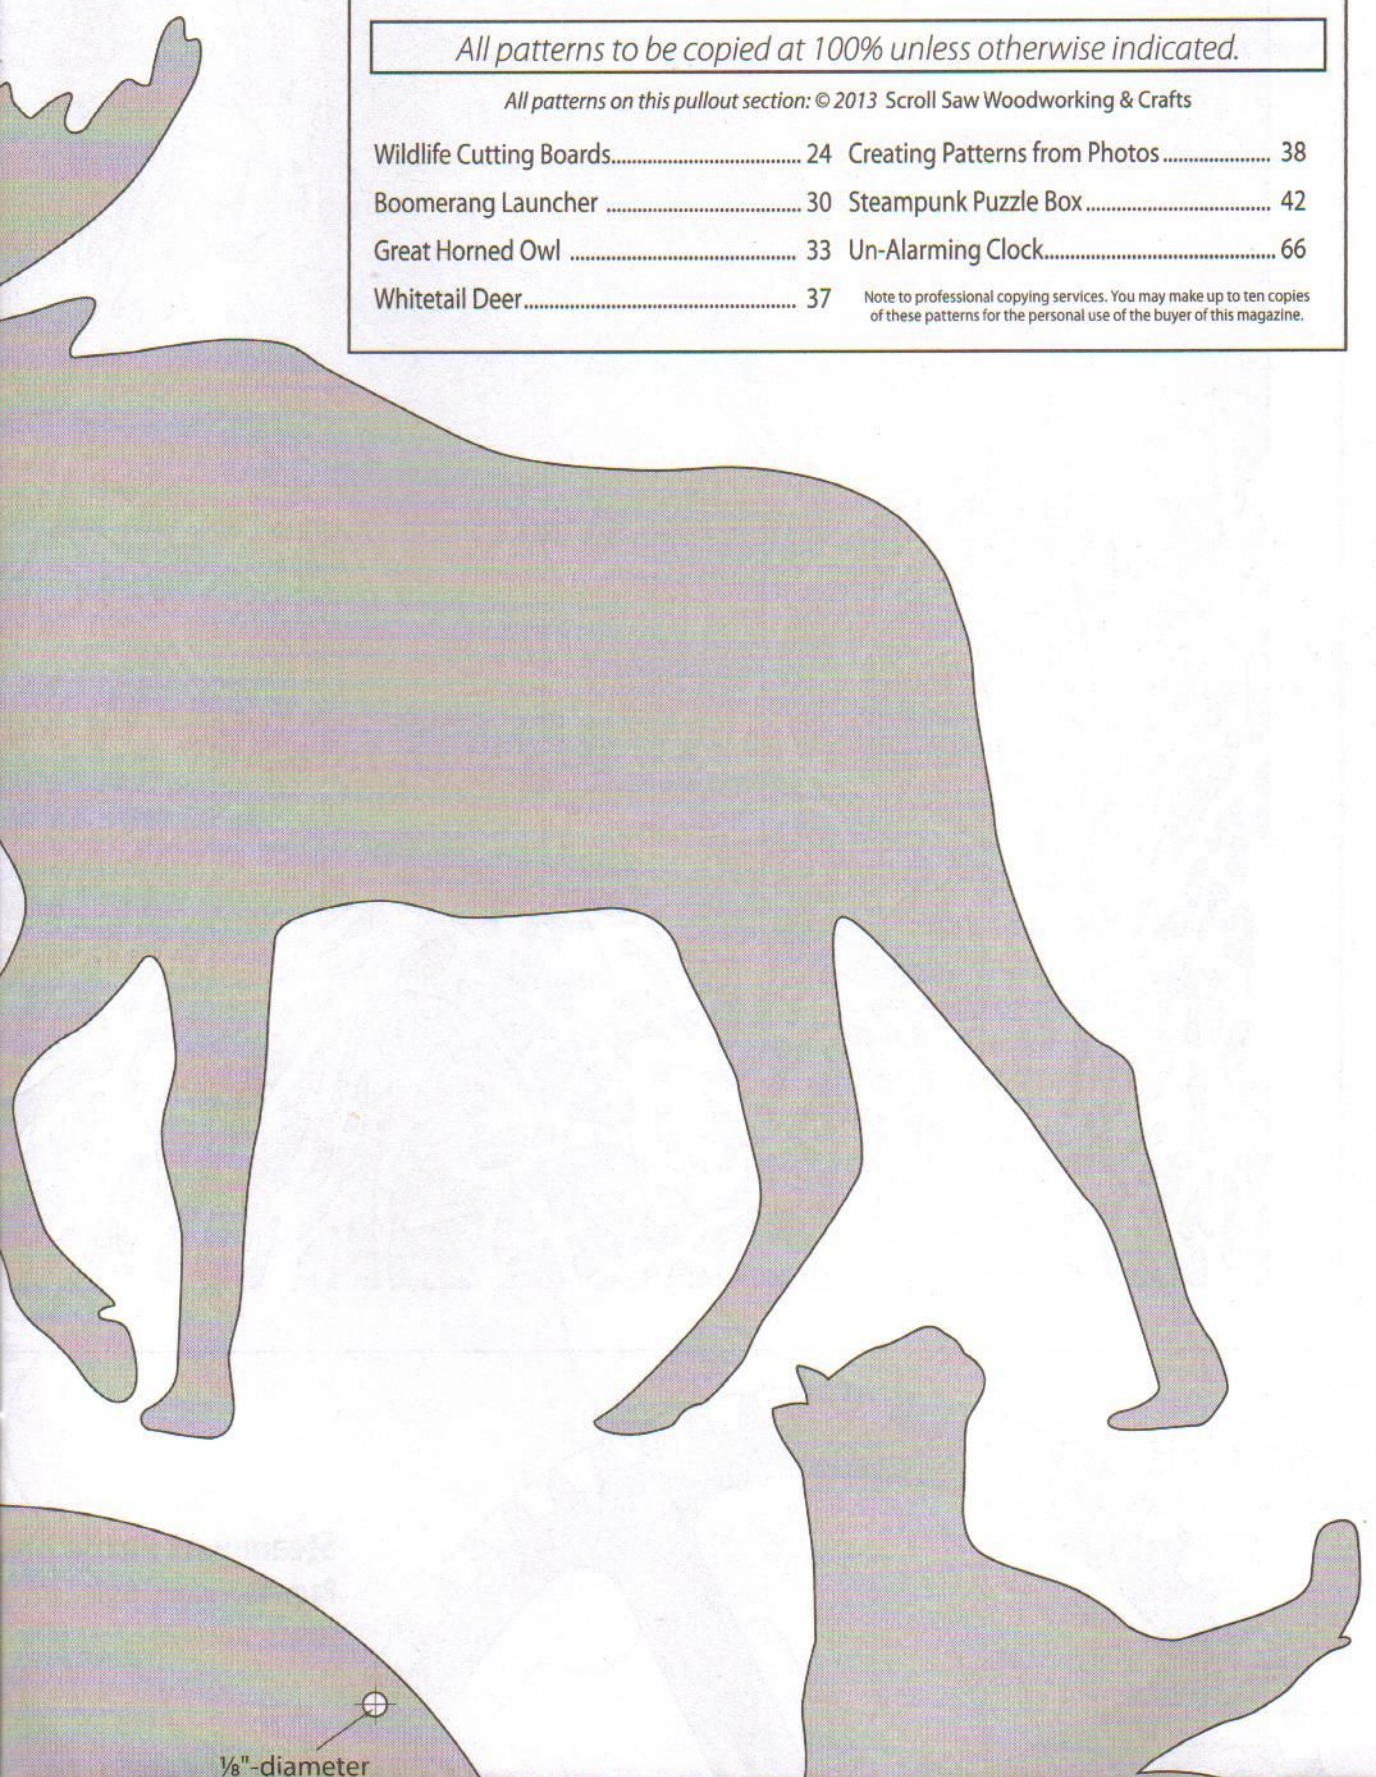 All patterns to be copied at 100% unless otherwise indicated.
All patterns on this pullout section: © 2013 Scroll Saw Woodworking & Crafts
Wildlife Cutting Boards.................................... 24
Boomerang Launcher ..................................... 30
Great Horned Owl ........................................... 33
Whitetail Deer.................................................... 37
Creating Patterns from Photos..................... 38
Steampunk Puzzle Box................................... 42
Un-Alarming Clock............................................ 66
Note to professional copying services. You may make up to ten copies
of these patterns for the personal use of the buyer of this magazine.
⅛"-diameter